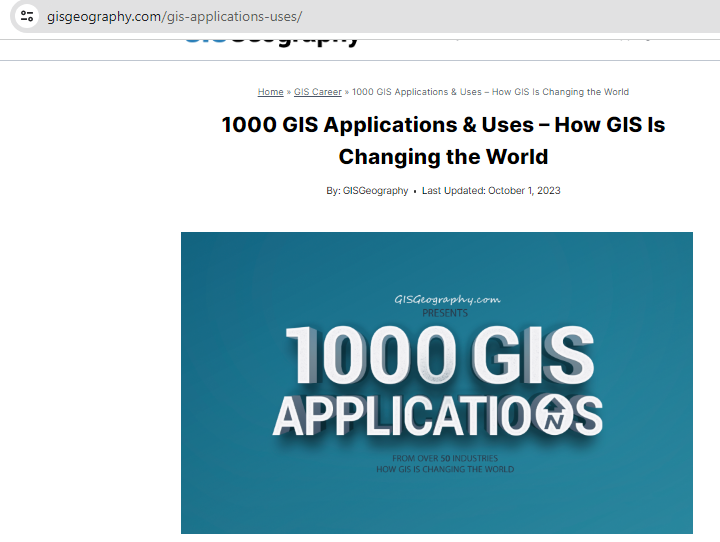 gisgeography.com/gis-applications-uses/
GISGeography
Home » GIS Career » 1000 GIS Applications & Uses – How GIS Is Changing the World
1000 GIS Applications & Uses – How GIS Is
Changing the World
By: GISGeography • Last Updated: October 1, 2023
GISGeography.com
PRESENTS
1000 GIS
APPLICATIONS
FROM OVER 50 INDUSTRIES
HOW GIS IS CHANGING THE WORLD